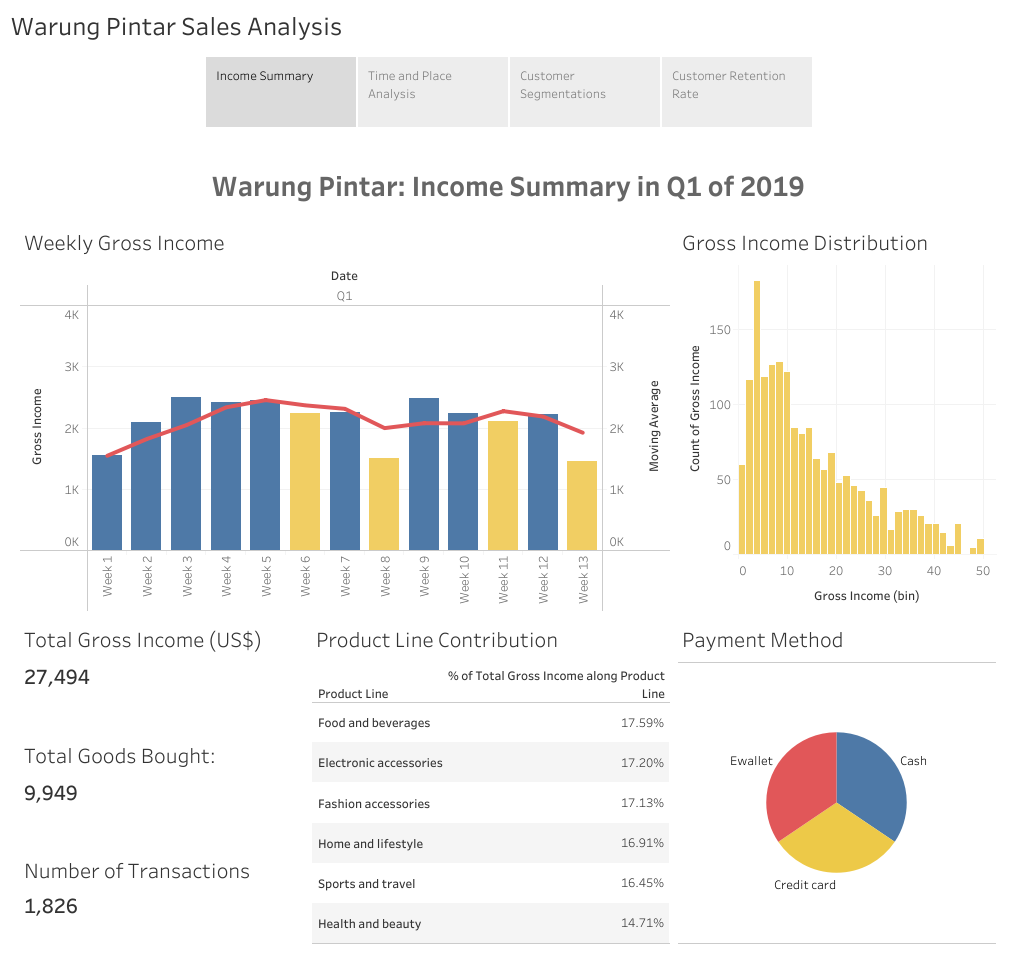 Warung Pintar Sales Analysis
Income Summary
Time and Place
Analysis
Customer
Segmentations
Customer Retention
Rate
Warung Pintar: Income Summary in Q1 of 2019
Weekly Gross Income
Date
Q1
4K
3K
2K
1K
0K
Gross Income
4K
3K
2K
1K
0K
Moving Average
Week 1
Week 2
Week 3
Week 4
Week 5
Week 6
Week 7
Week 8
Week 9
Week 10
Week 11
Week 12
Week 13
Gross Income Distribution
Count of Gross Income
150
100
50
0
0
10
20
30
40
50
Gross Income (bin)
Total Gross Income (US$)
27,494
Total Goods Bought:
9,949
Number of Transactions
1,826
Product Line Contribution
% of Total Gross Income along Product
Product Line Line
Food and beverages 17.59%
Electronic accessories 17.20%
Fashion accessories 17.13%
Home and lifestyle 16.91%
Sports and travel 16.45%
Health and beauty 14.71%
Payment Method
Ewallet
Cash
Credit card